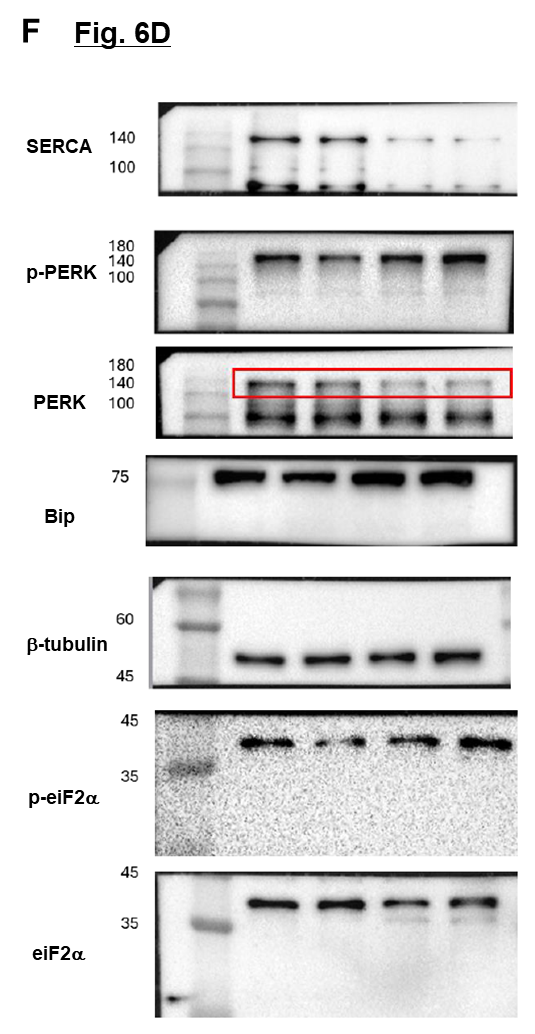 F Fig. 6D
SERCA
140
100
p-PERK
180
140
100
PERK
180
140
100
Bip
75
β-tubulin
60
45
p-eiF2α
45
35
eiF2α
45
35